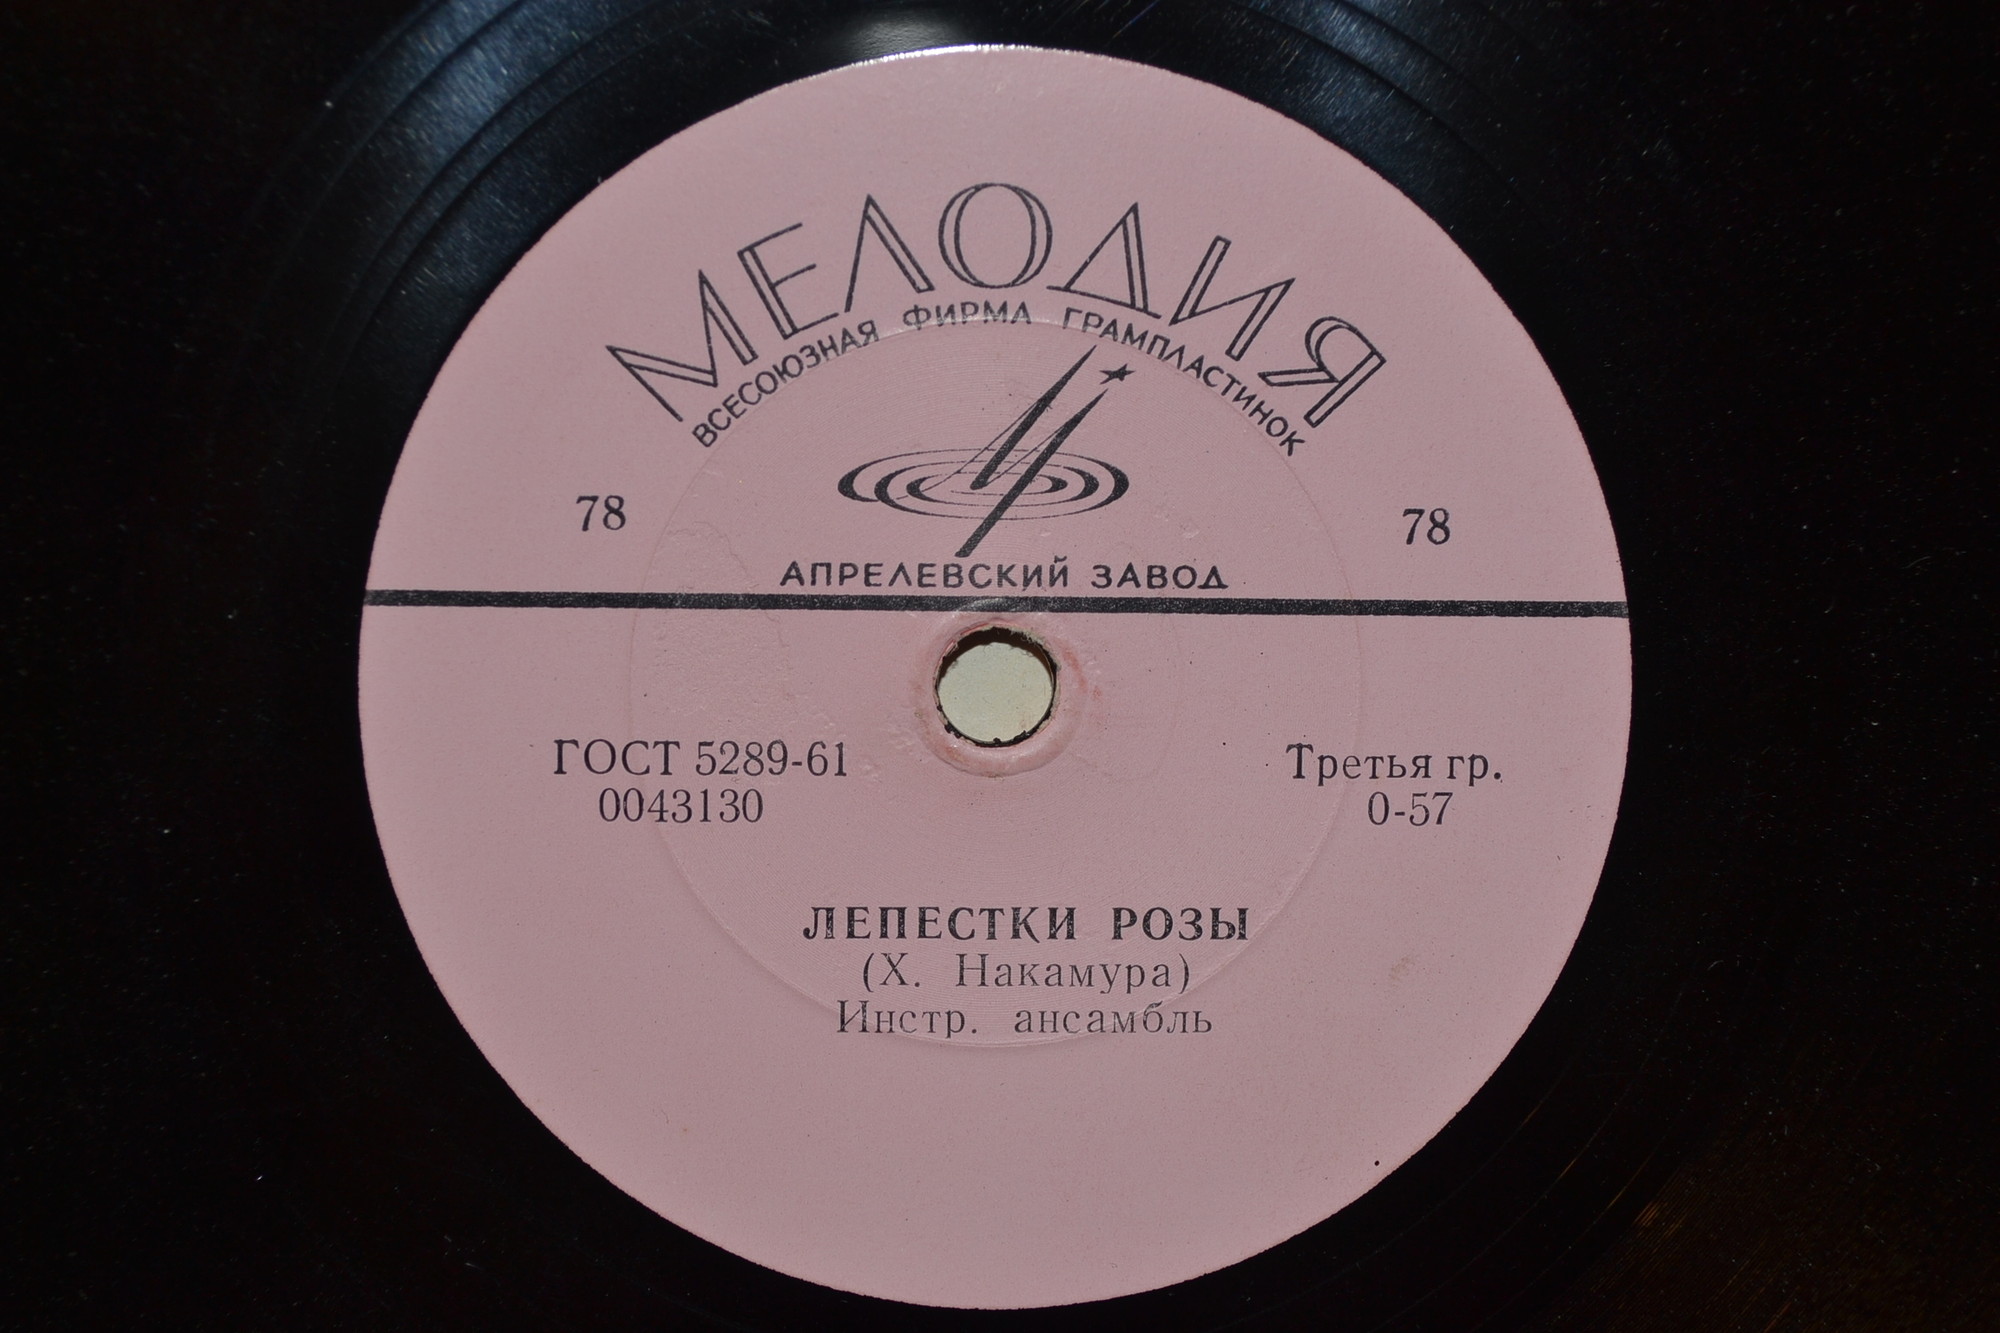 МЕЛОДИЯ
ВСЕСОЮЗНАЯ ФИРМА ГРАМПЛАСТИНОК
78 78
АПРЕЛЕВСКИЙ ЗАВОД
ГОСТ 5289-61 Третья гр.
0043130 0-57
ЛЕПЕСТКИ РОЗЫ
(Х. Накамура)
Инстр. ансамбль